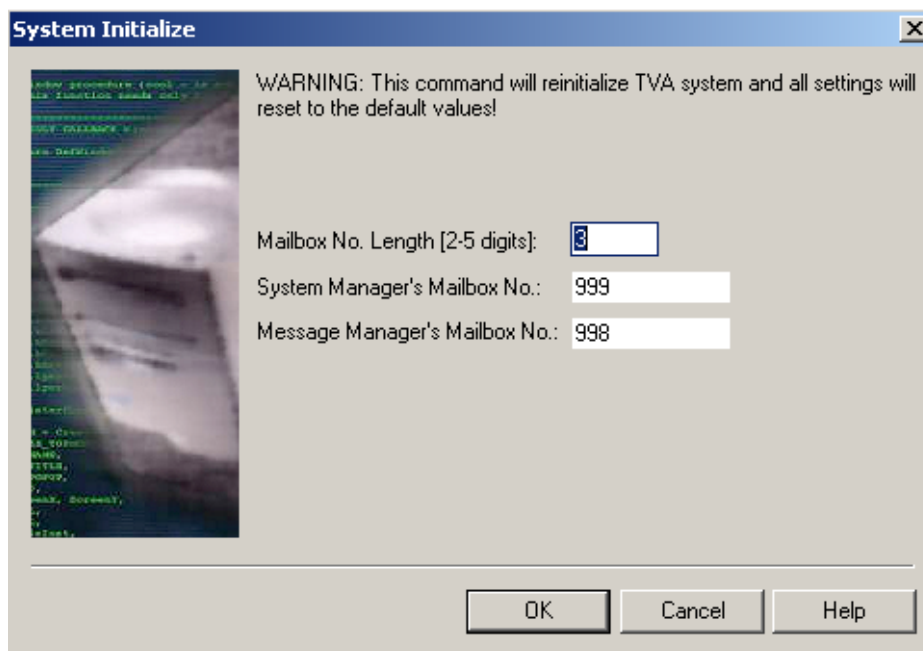 System Initialize
WARNING: This command will reinitialize TVA system and all settings will
reset to the default values!
Mailbox No. Length [2-5 digits]: 3
System Manager's Mailbox No.: 999
Message Manager's Mailbox No.: 998
OK Cancel Help